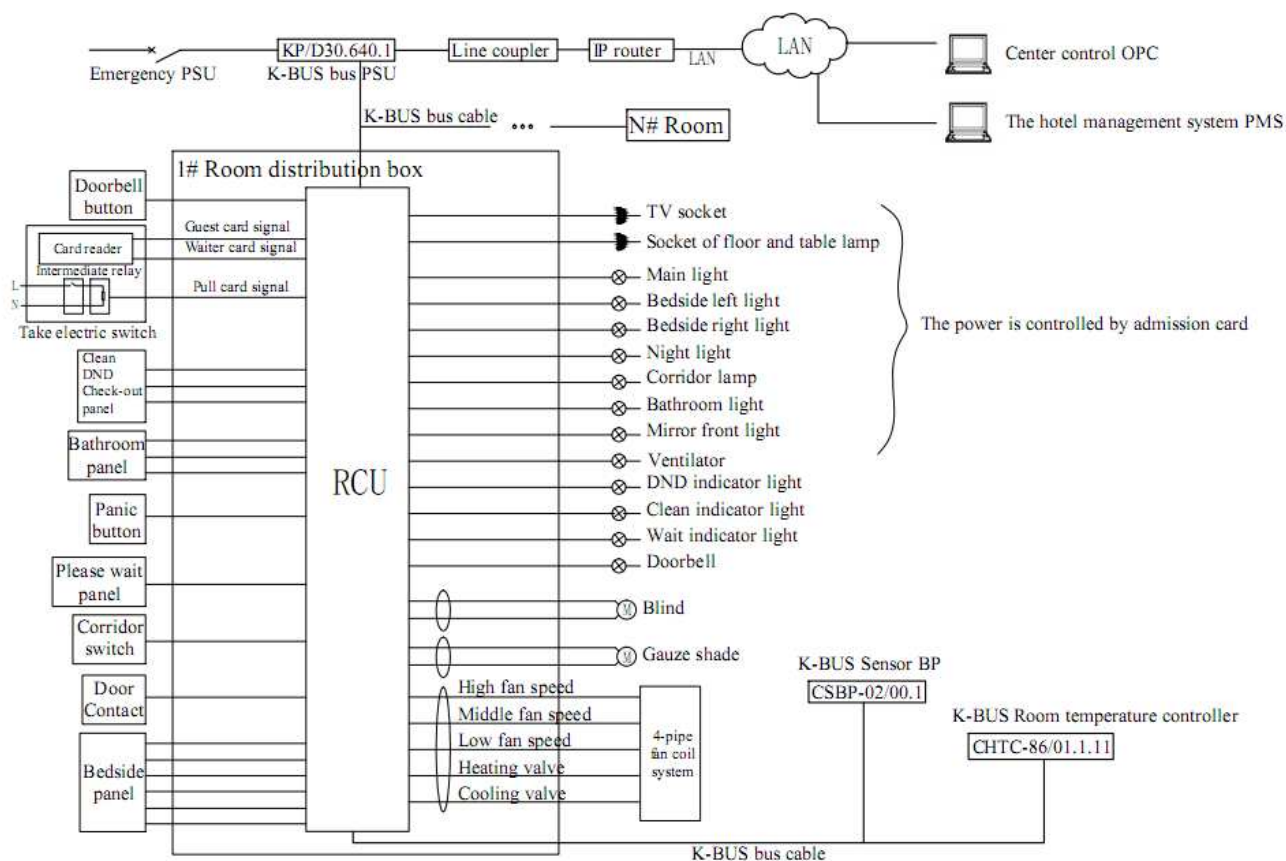 Emergency PSU
KP/D30.640.1
K-BUS bus PSU
Line coupler
IP router
LAN
LAN
Center control OPC
The hotel management system PMS
K-BUS bus cable
N# Room
1# Room distribution box
RCU
Doorbell
button
Card reader
Guest card signal
Waiter card signal
Intermediate relay
L
N
Pull card signal
Take electric switch
Clean
DND
Check-out
panel
Bathroom
panel
Panic
button
Please wait
panel
Corridor
switch
Door
Contact
Bedside
panel
TV socket
Socket of floor and table lamp
Main light
Bedside left light
Bedside right light
Night light
Corridor lamp
Bathroom light
Mirror front light
Ventilator
DND indicator light
Clean indicator light
Wait indicator light
Doorbell
The power is controlled by admission card
M
Blind
M
Gauze shade
High fan speed
Middle fan speed
Low fan speed
Heating valve
Cooling valve
4-pipe
fan coil
system
K-BUS Sensor BP
CSBP-02/00.1
K-BUS Room temperature controller
CHTC-86/01.1.11
K-BUS bus cable